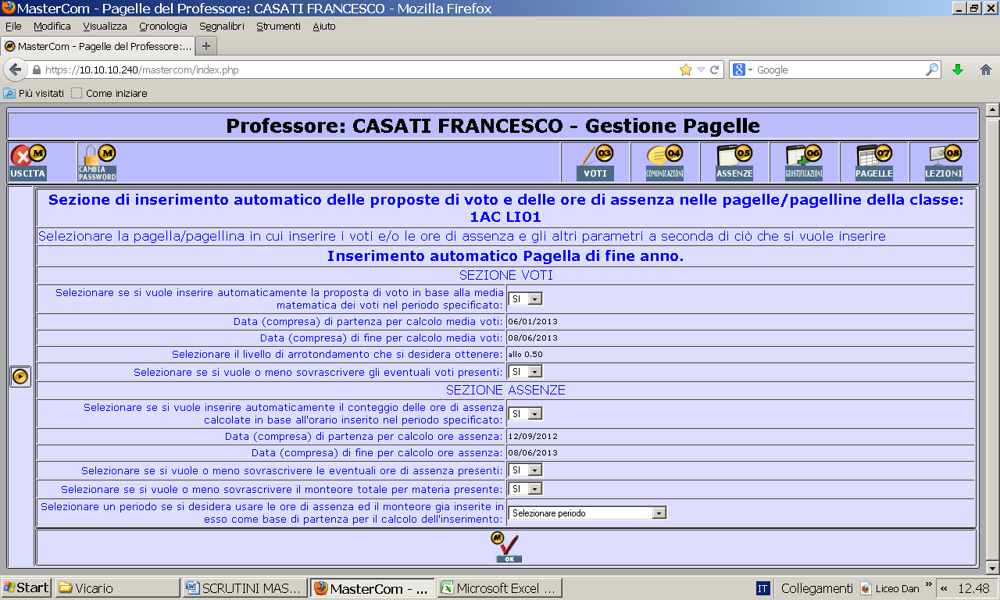 MasterCom - Pagelle del Professore: CASATI FRANCESCO - Mozilla Firefox
File Modifica Visualizza Cronologia Segnalibri Strumenti Aiuto
MasterCom - Pagelle del Professore:... +
https://10.10.10.240/mastercom/index.php Google
Più visitati Come iniziare
Professore: CASATI FRANCESCO - Gestione Pagelle
M M 03 04 05 06 07 08
USCITA CAMBIA PASSWORD VOTI COMUNICAZIONI ASSENZE GIUSTIFICAZIONI PAGELLE LEZIONI
Sezione di inserimento automatico delle proposte di voto e delle ore di assenza nelle pagelle/pagelline della classe:
1AC LI01
Selezionare la pagella/pagellina in cui inserire i voti e/o le ore di assenza e gli altri parametri a seconda di ciò che si vuole inserire
Inserimento automatico Pagella di fine anno.
SEZIONE VOTI
Selezionare se si vuole inserire automaticamente la proposta di voto in base alla media
matematica dei voti nel periodo specificato: SI
Data (compresa) di partenza per calcolo media voti: 06/01/2013
Data (compresa) di fine per calcolo media voti: 08/06/2013
Selezionare il livello di arrotondamento che si desidera ottenere: allo 0.50
Selezionare se si vuole o meno sovrascrivere gli eventuali voti presenti: SI
SEZIONE ASSENZE
Selezionare se si vuole inserire automaticamente il conteggio delle ore di assenza
calcolate in base all'orario inserito nel periodo specificato: SI
Data (compresa) di partenza per calcolo ore assenza: 12/09/2012
Data (compresa) di fine per calcolo ore assenza: 08/06/2013
Selezionare se si vuole o meno sovrascrivere le eventuali ore di assenza presenti: SI
Selezionare se si vuole o meno sovrascrivere il monteore totale per materia presente: SI
Selezionare un periodo se si desidera usare le ore di assenza ed il monteore gia inserite in
esso come base di partenza per il calcolo dell'inserimento: Selezionare periodo
M
OK
Start Vicario SCRUTINI MAS... MasterCom - ... Microsoft Excel ... IT Collegamenti Liceo Dan » « 12.48